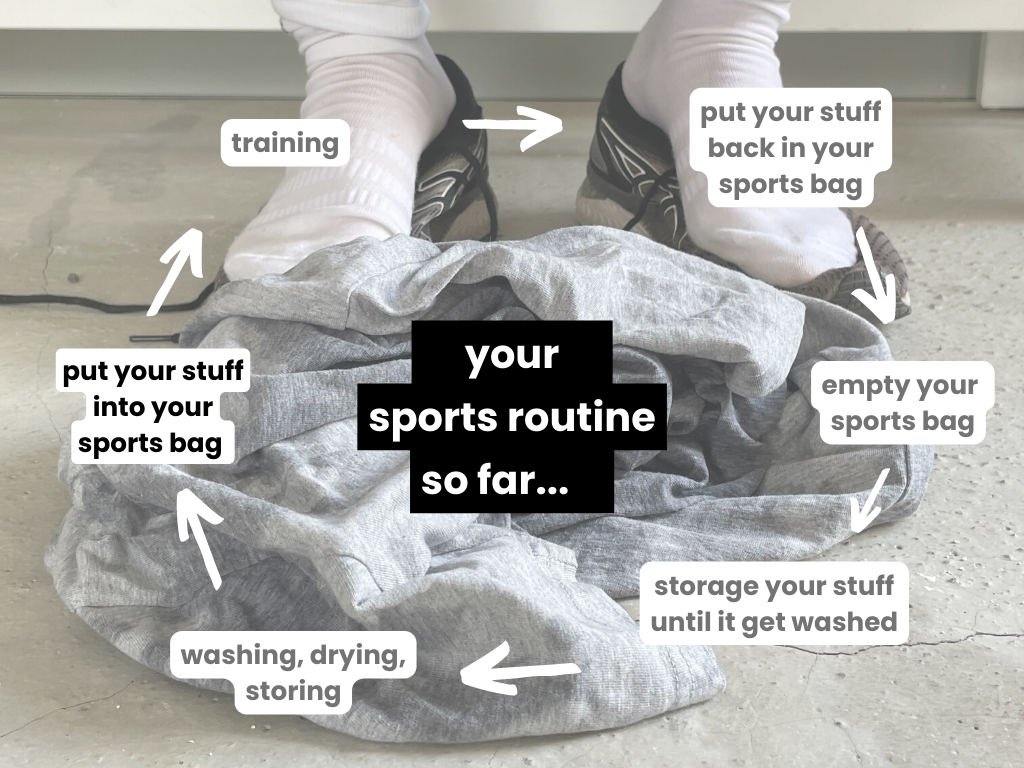 training
put your stuff
back in your
sports bag
put your stuff
into your
sports bag
your
sports routine
so far...
empty your
sports bag
storage your stuff
until it get washed
washing, drying,
storing